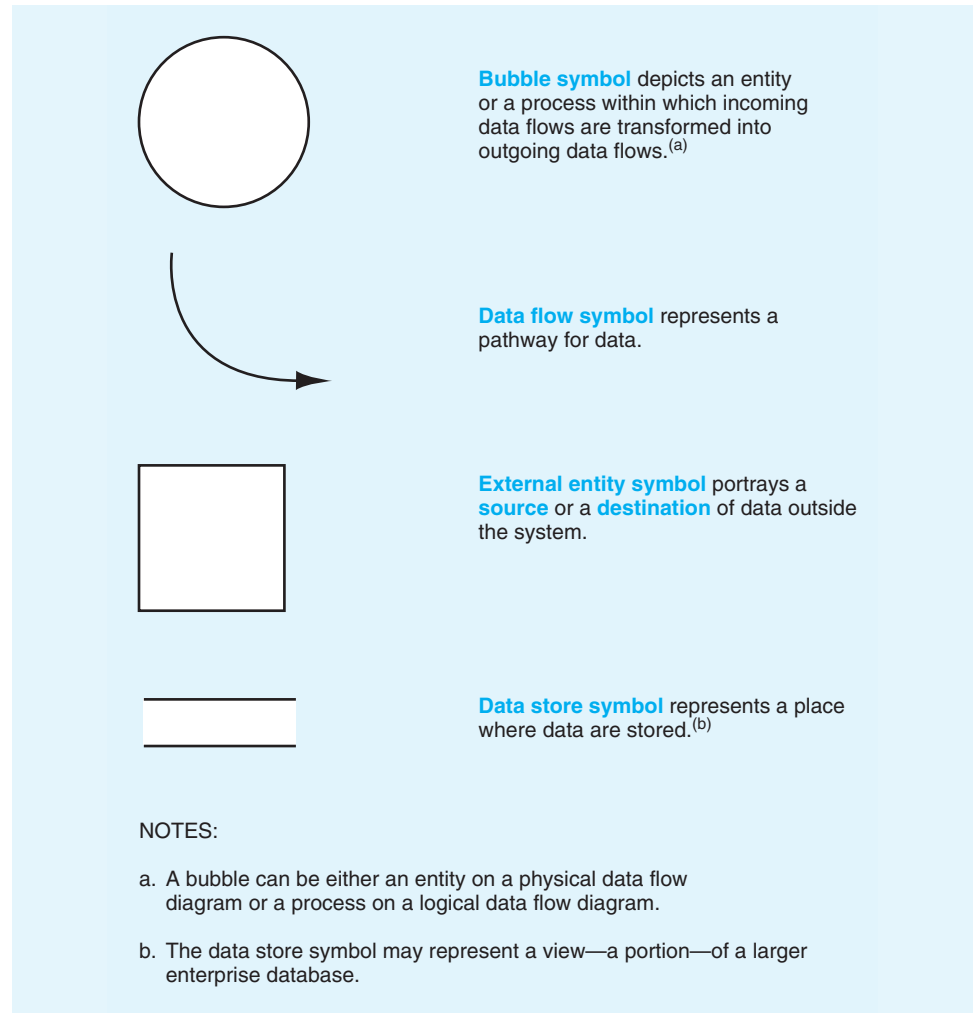 Bubble symbol depicts an entity
or a process within which incoming
data flows are transformed into
outgoing data flows.(a)
Data flow symbol represents a
pathway for data.
External entity symbol portrays a
source or a destination of data outside
the system.
Data store symbol represents a place
where data are stored.(b)
NOTES:
a. A bubble can be either an entity on a physical data flow
diagram or a process on a logical data flow diagram.
b. The data store symbol may represent a view—a portion—of a larger
enterprise database.